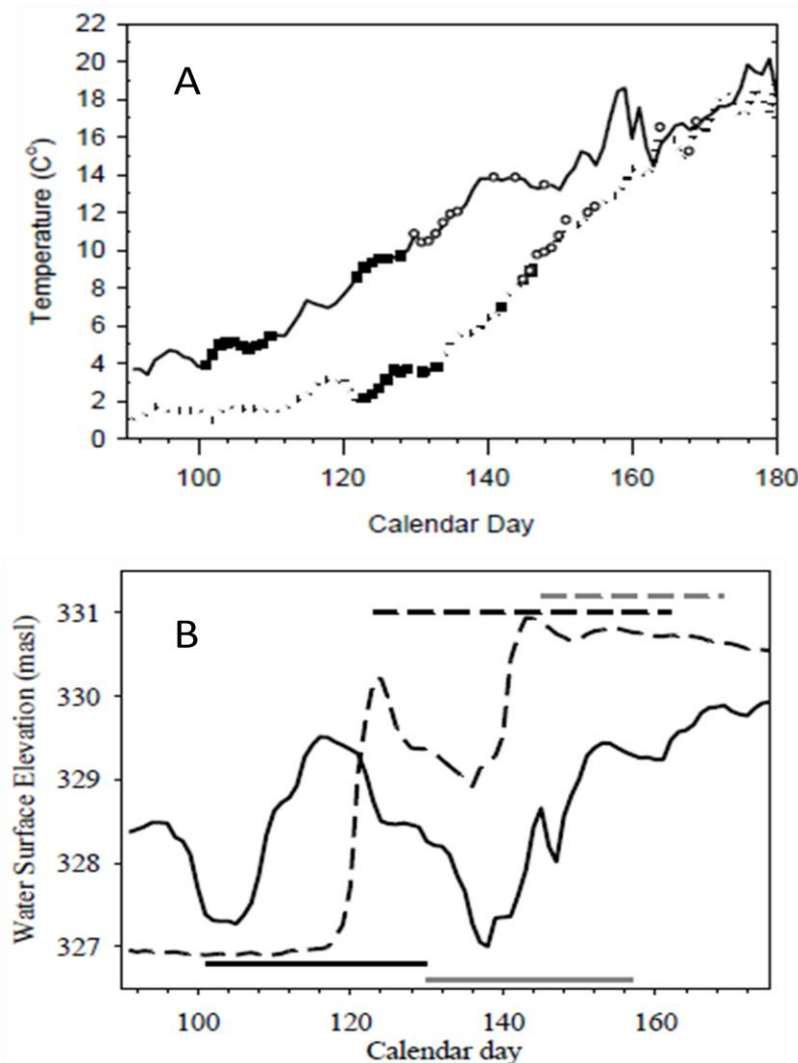 22
20
18
16
14
12
10
8
6
4
2
0
A
Temperature (C°)
100 120 140 160 180
Calendar Day
331
330
329
328
327
B
Water Surface Elevation (masl)
100 120 140 160
Calendar day